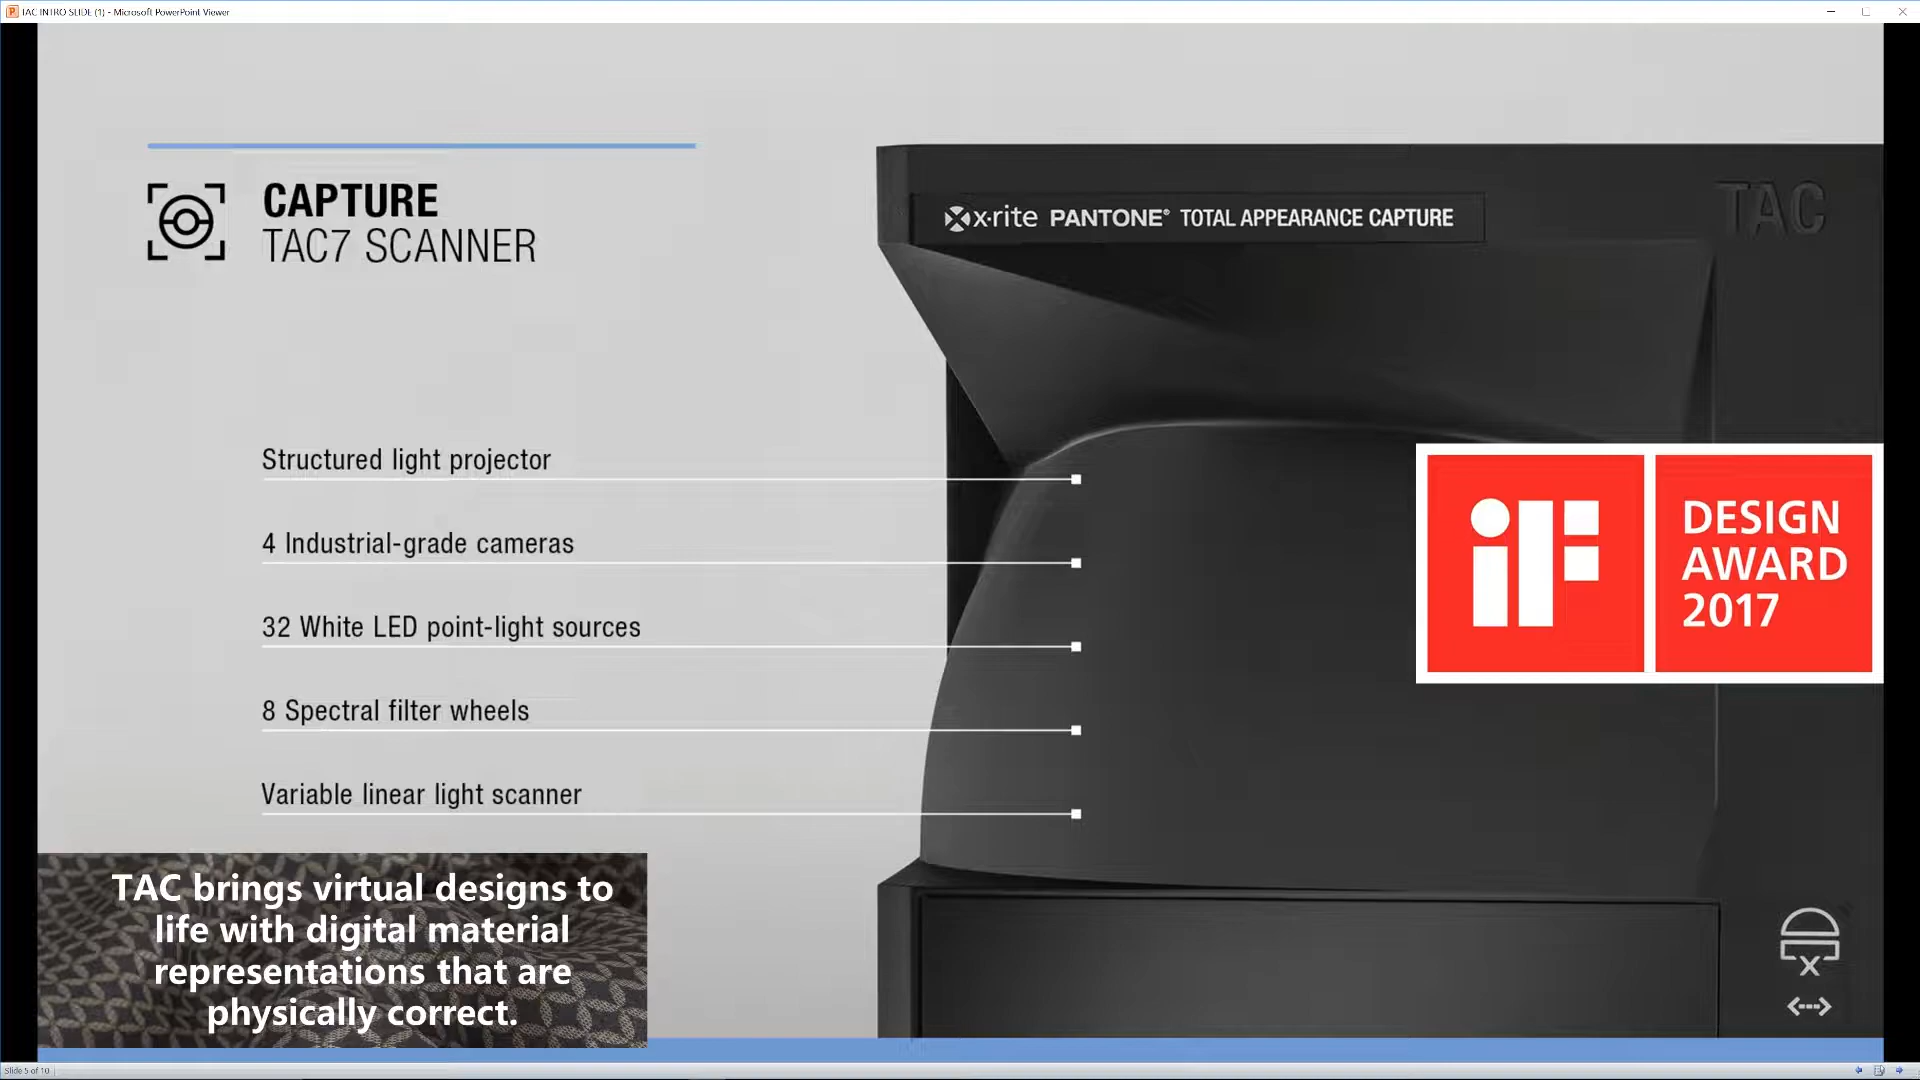 TAC INTRO SLIDE (1) - Microsoft PowerPoint Viewer
CAPTURE
TAC7 SCANNER
x·rite PANTONE® TOTAL APPEARANCE CAPTURE
TAC
Structured light projector
4 Industrial-grade cameras
32 White LED point-light sources
8 Spectral filter wheels
Variable linear light scanner
iF
DESIGN
AWARD
2017
TAC brings virtual designs to
life with digital material
representations that are
physically correct.
Slide 5 of 10